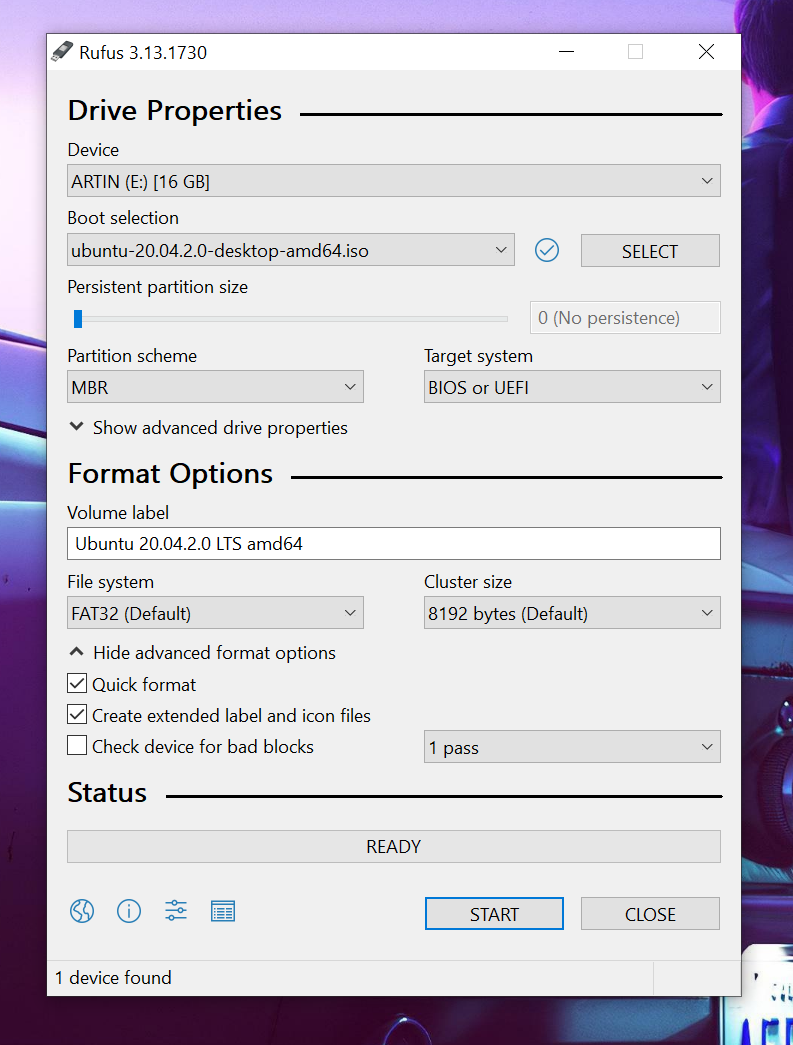 Rufus 3.13.1730
Drive Properties
Device
ARTIN (E:) [16 GB]
Boot selection
ubuntu-20.04.2.0-desktop-amd64.iso
SELECT
Persistent partition size
0 (No persistence)
Partition scheme
Target system
MBR
BIOS or UEFI
Show advanced drive properties
Format Options
Volume label
Ubuntu 20.04.2.0 LTS amd64
File system
Cluster size
FAT32 (Default)
8192 bytes (Default)
Hide advanced format options
Quick format
Create extended label and icon files
Check device for bad blocks
1 pass
Status
READY
START
CLOSE
1 device found